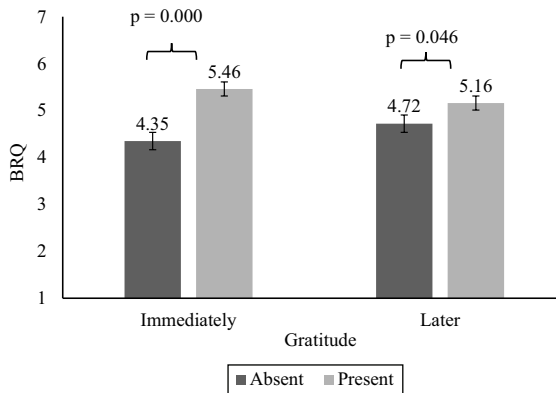 7
6
5
4
3
2
1
BRQ
p = 0.000
p = 0.046
4.35
5.46
4.72
5.16
Immediately
Later
Gratitude
Absent
Present